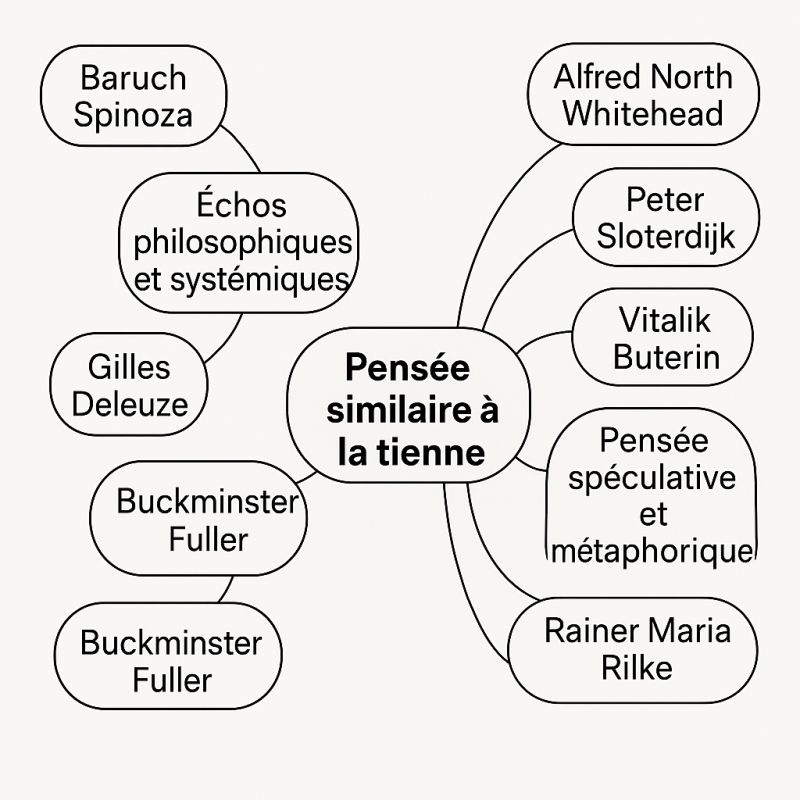 Baruch
Spinoza
Échos
philosophiques
et systémiques
Gilles
Deleuze
Buckminster
Fuller
Buckminster
Fuller
Pensée
similaire à
la tienne
Alfred North
Whitehead
Peter
Sloterdijk
Vitalik
Buterin
Pensée
spéculative
et
métaphorique
Rainer Maria
Rilke